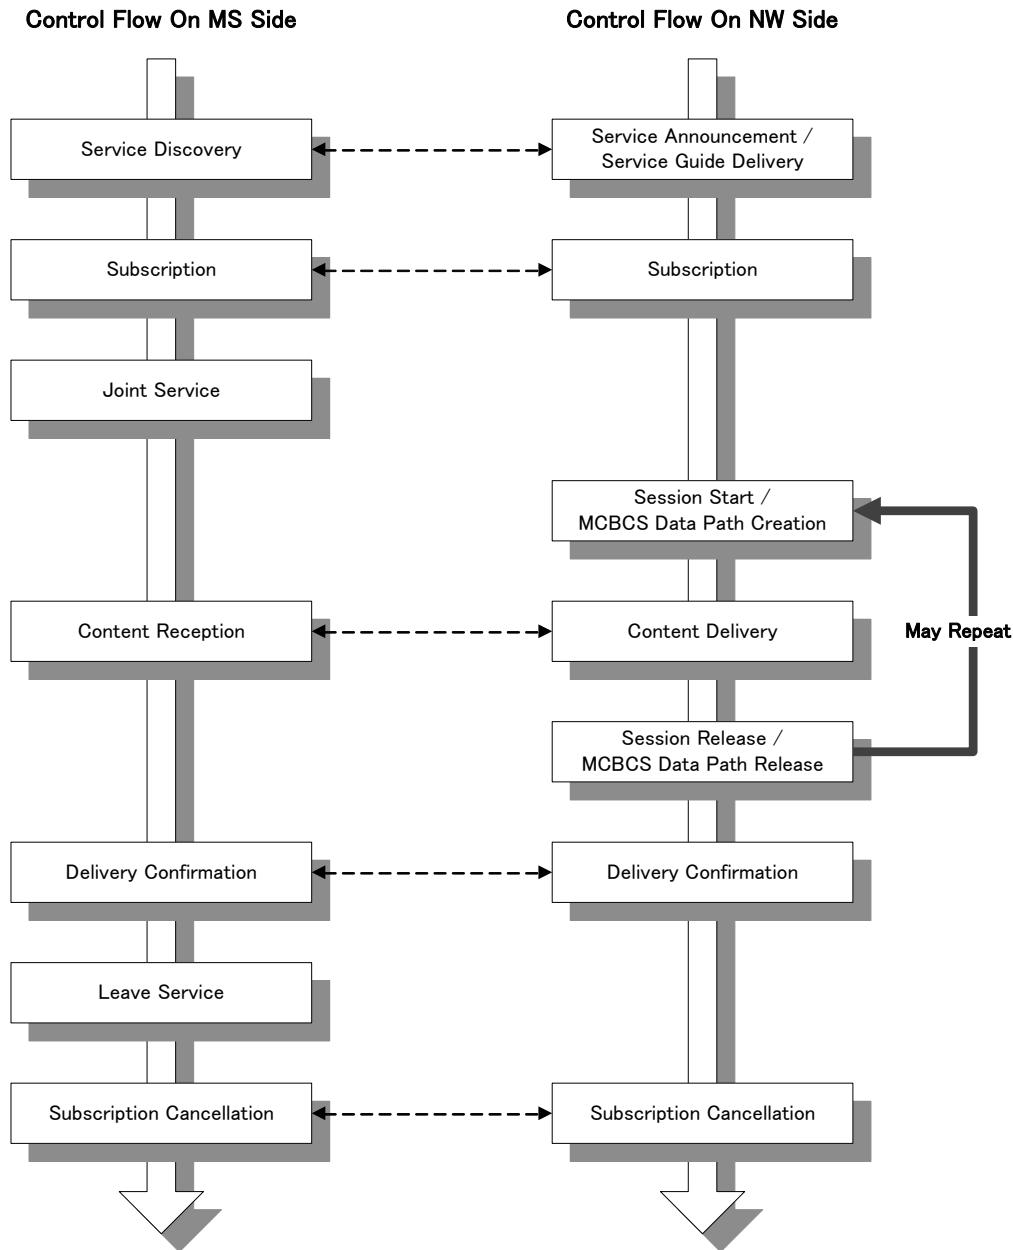 Control Flow On MS Side
Control Flow On NW Side
Service Discovery
Service Announcement /
Service Guide Delivery
Subscription
Subscription
Joint Service
Session Start /
MCBCS Data Path Creation
Content Reception
Content Delivery
May Repeat
Session Release /
MCBCS Data Path Release
Delivery Confirmation
Delivery Confirmation
Leave Service
Subscription Cancellation
Subscription Cancellation